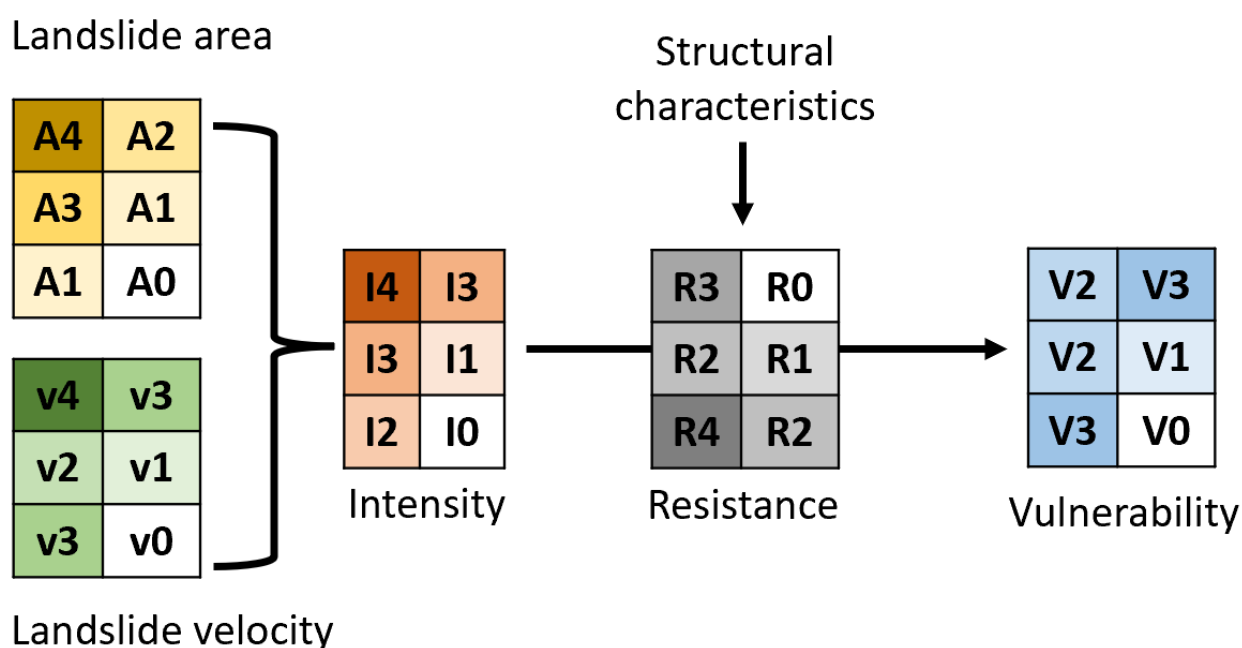 Landslide area
A4 A2
A3 A1
A1 A0
v4 v3
v2 v1
v3 v0
Landslide velocity
I4 I3
I3 I1
I2 I0
Intensity
Structural
characteristics
R3 R0
R2 R1
R4 R2
Resistance
V2 V3
V2 V1
V3 V0
Vulnerability